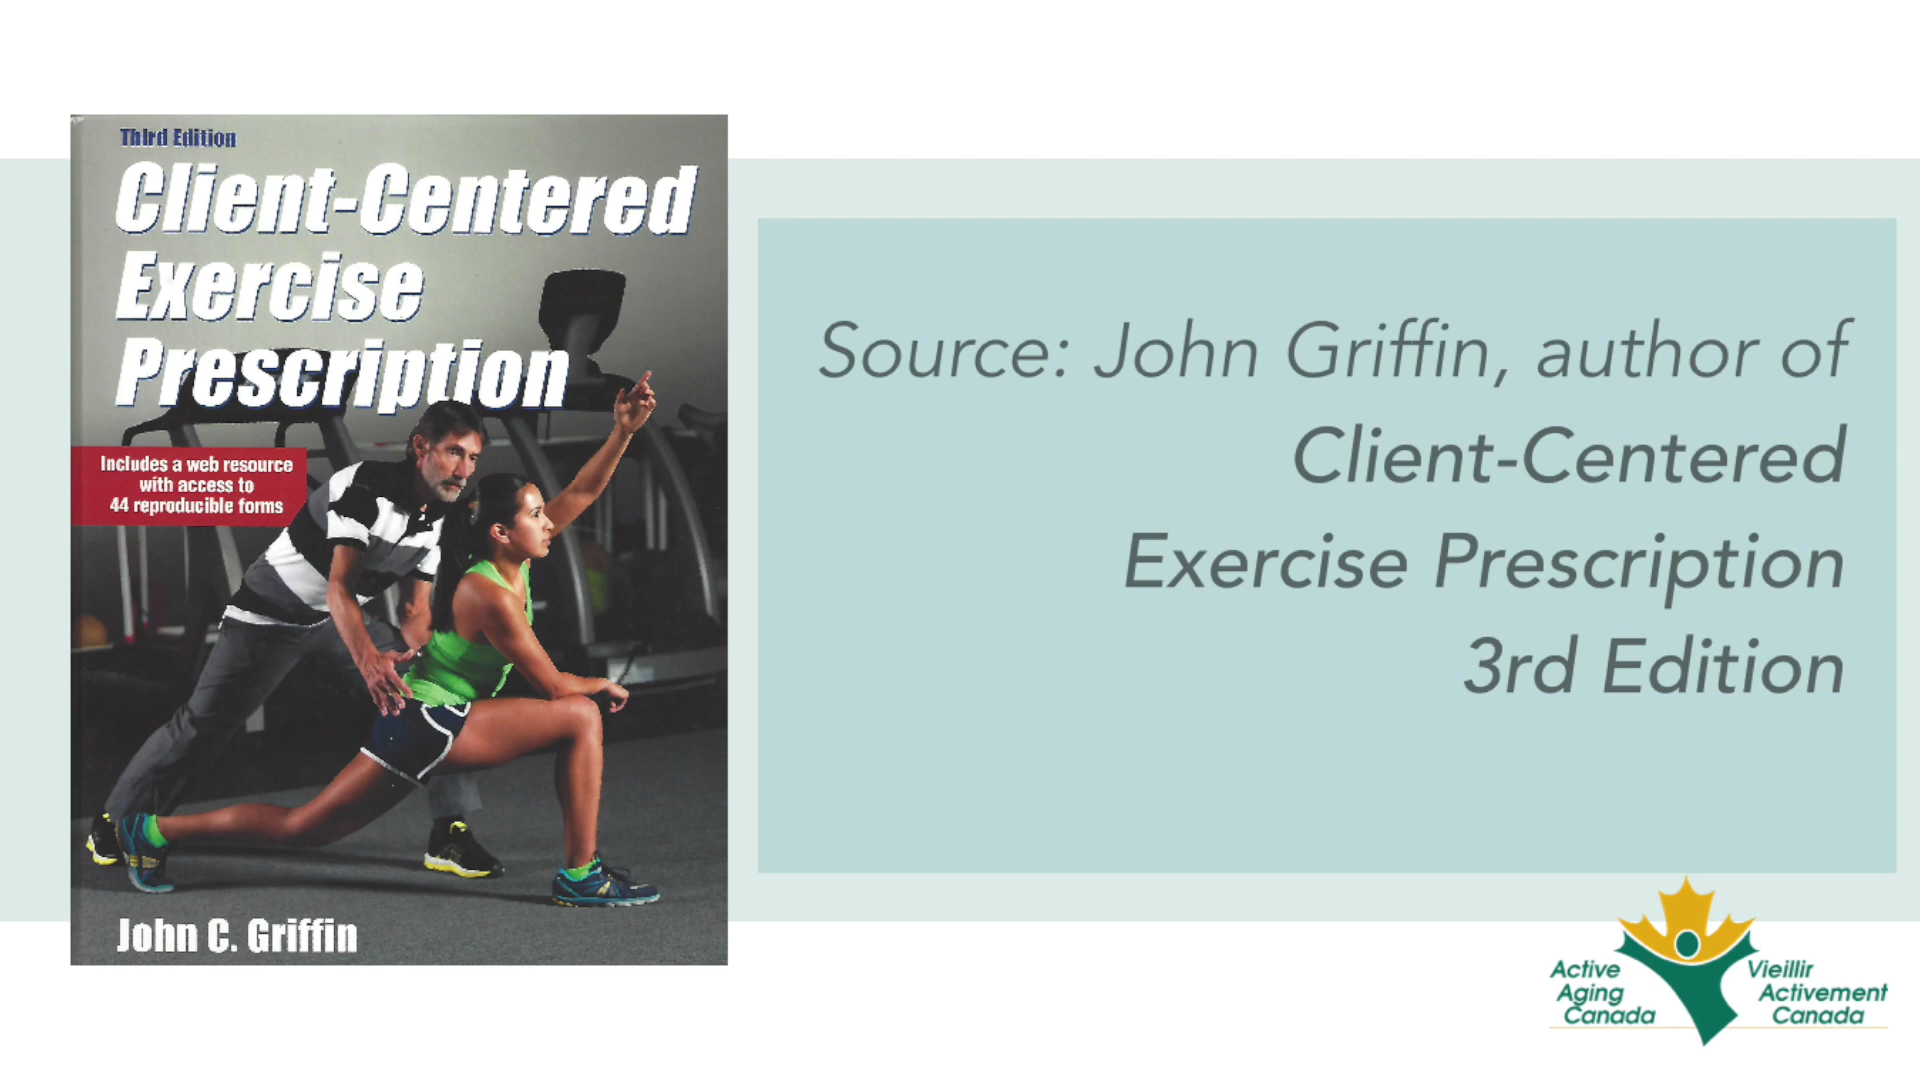 Third Edition
Client-Centered
Exercise
Prescription
Includes a web resource
with access to
44 reproducible forms
John C. Griffin
Source: John Griffin, author of
Client-Centered
Exercise Prescription
3rd Edition
Active
Aging
Canada
Vieillir
Activement
Canada